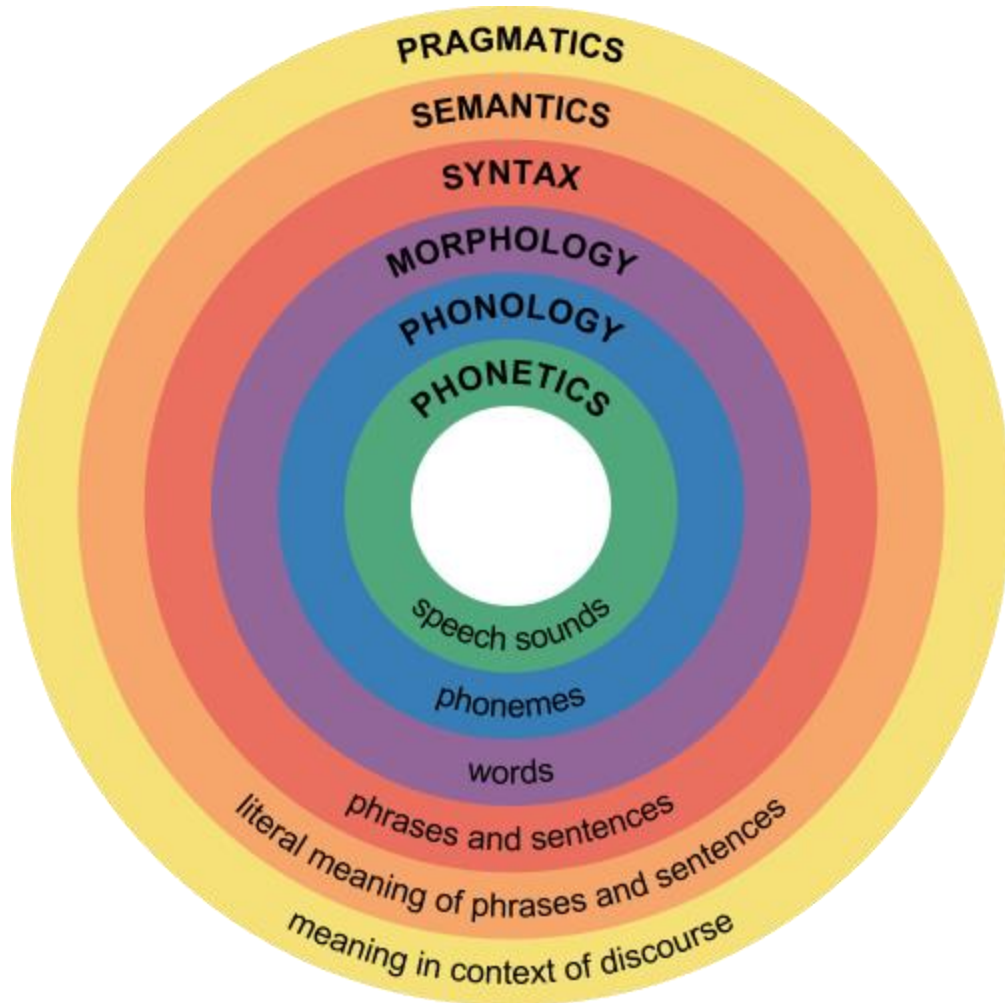 PRAGMATICS
SEMANTICS
SYNTAX
MORPHOLOGY
PHONOLOGY
PHONETICS
speech sounds
phonemes
words
phrases and sentences
literal meaning of phrases and sentences
meaning in context of discourse